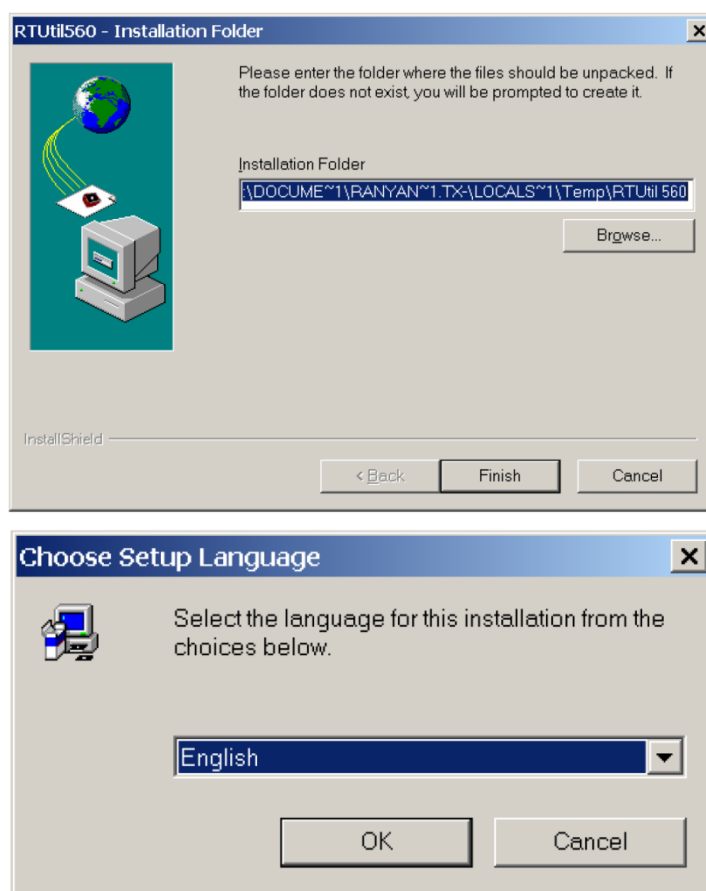 RTUtil560 - Installation Folder
Please enter the folder where the files should be unpacked. If
the folder does not exist, you will be prompted to create it.
Installation Folder
:\DOCUME~1\RANYAN~1.TX-\LOCALS~1\Temp\RTUtil 560
Browse...
InstallShield
< Back
Finish
Cancel
Choose Setup Language
Select the language for this installation from the
choices below.
English
OK
Cancel